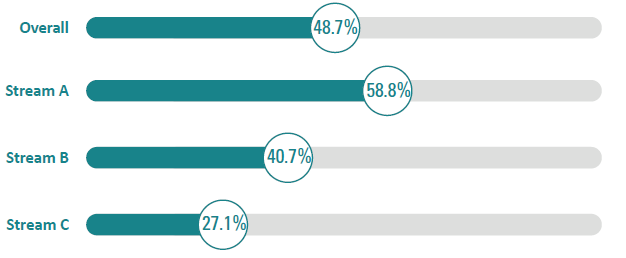 Overall 48.7%
Stream A 58.8%
Stream B 40.7%
Stream C 27.1%